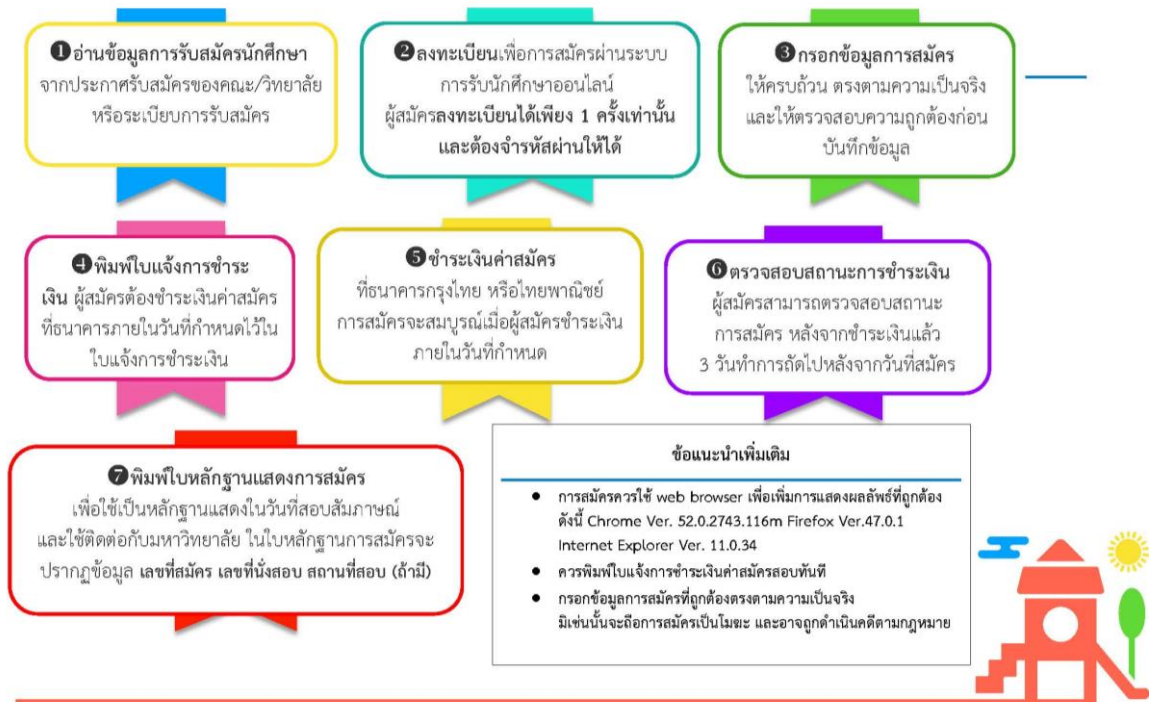 ❶อ่านข้อมูลการรับสมัครนักศึกษา
จากประกาศรับสมัครของคณะ/วิทยาลัย
หรือระเบียบการรับสมัคร
❷ลงทะเบียนเพื่อการสมัครผ่านระบบ
การรับนักศึกษาออนไลน์
ผู้สมัครลงทะเบียนได้เพียง 1 ครั้งเท่านั้น
และต้องจำรหัสผ่านให้ได้
❸กรอกข้อมูลการสมัคร
ให้ครบถ้วน ตรงตามความเป็นจริง
และให้ตรวจสอบความถูกต้องก่อน
บันทึกข้อมูล
❹พิมพ์ใบแจ้งการชำระ
เงิน ผู้สมัครต้องชำระเงินค่าสมัคร
ที่ธนาคารภายในวันที่กำหนดไว้ใน
ใบแจ้งการชำระเงิน
❺ชำระเงินค่าสมัคร
ที่ธนาคารกรุงไทย หรือไทยพาณิชย์
การสมัครจะสมบูรณ์เมื่อผู้สมัครชำระเงิน
ภายในวันที่กำหนด
❻ตรวจสอบสถานะการชำระเงิน
ผู้สมัครสามารถตรวจสอบสถานะ
การสมัคร หลังจากชำระเงินแล้ว
3 วันทำการถัดไปหลังจากวันที่สมัคร
❼พิมพ์ใบหลักฐานแสดงการสมัคร
เพื่อใช้เป็นหลักฐานแสดงในวันที่สอบสัมภาษณ์
และใช้ติดต่อกับมหาวิทยาลัย ในใบหลักฐานการสมัครจะ
ปรากฏข้อมูล เลขที่สมัคร เลขที่นั่งสอบ สถานที่สอบ (ถ้ามี)
ข้อแนะนำเพิ่มเติม
● การสมัครควรใช้ web browser เพื่อเพิ่มการแสดงผลลัพธ์ที่ถูกต้อง
ดังนี้ Chrome Ver. 52.0.2743.116m Firefox Ver.47.0.1
Internet Explorer Ver. 11.0.34
● ควรพิมพ์ใบแจ้งการชำระเงินค่าสมัครสอบทันที
● กรอกข้อมูลการสมัครที่ถูกต้องตรงตามความเป็นจริง
มิเช่นนั้นจะถือการสมัครเป็นโมฆะ และอาจถูกดำเนินคดีตามกฎหมาย